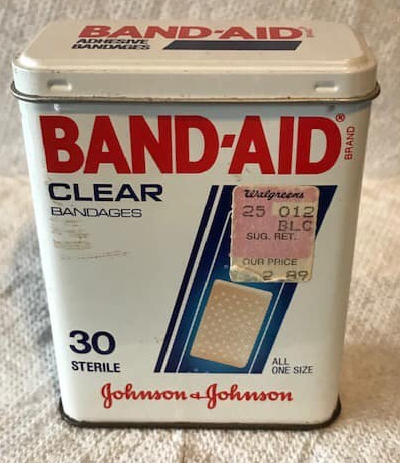 BAND-AID
ADHESIVE
BANDAGES
BAND-AID®
BRAND
CLEAR
BANDAGES
Walgreens
25 012
BLC
SUG. RET.
OUR PRICE
2 89
30
STERILE
ALL
ONE SIZE
Johnson & Johnson